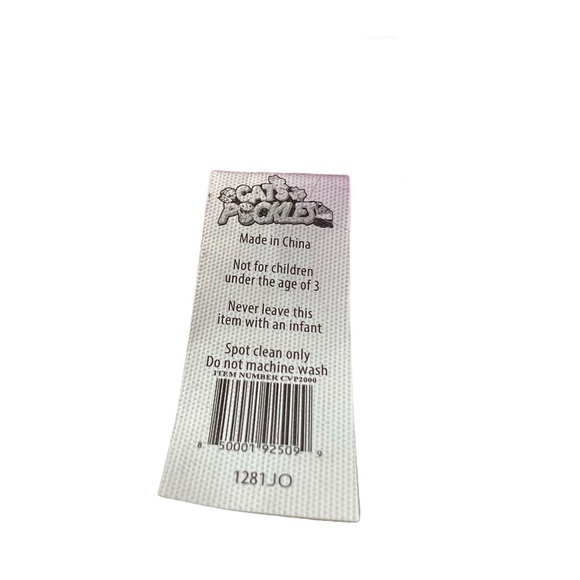 CATS vs
PICKLES
Made in China
Not for children
under the age of 3
Never leave this
item with an infant
Spot clean only
Do not machine wash
ITEM NUMBER CVP2000
8 50001 92509 9
1281JO